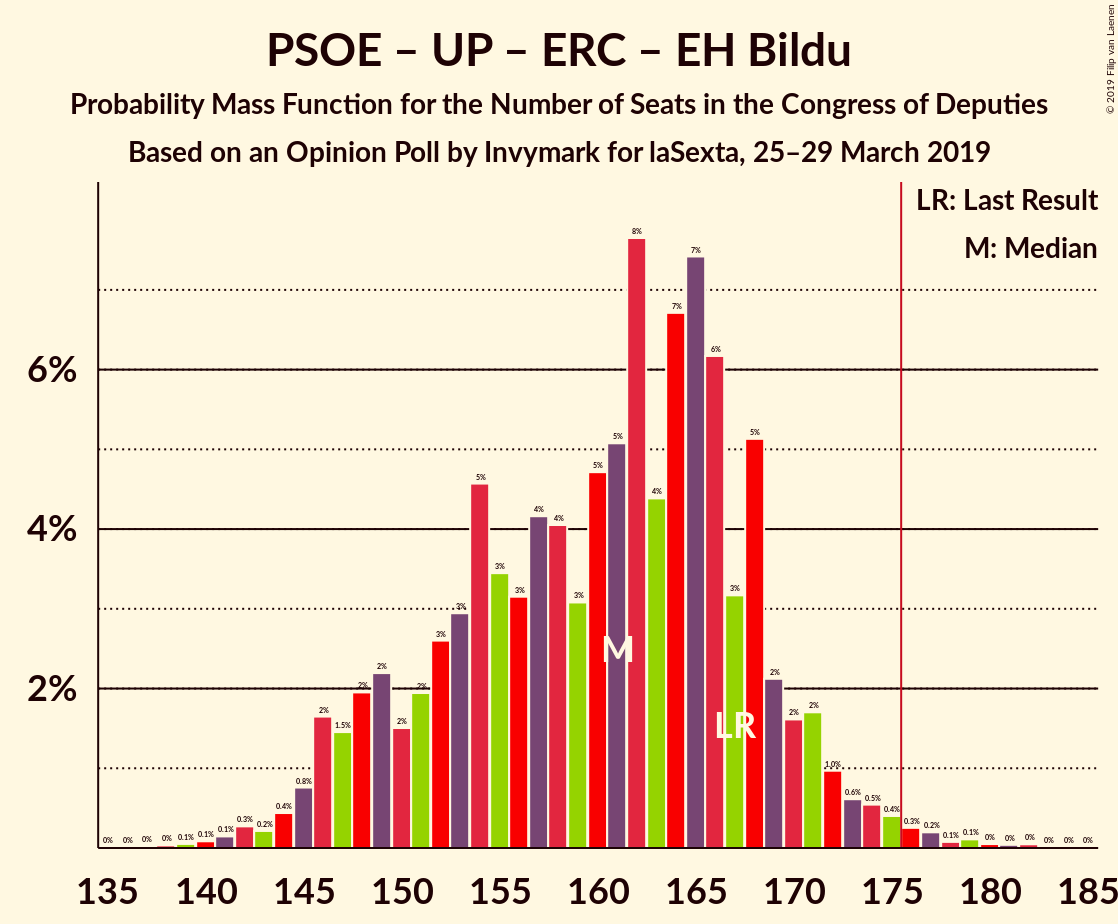 PSOE – UP – ERC – EH Bildu
Probability Mass Function for the Number of Seats in the Congress of Deputies
Based on an Opinion Poll by Invymark for laSexta, 25–29 March 2019
© 2019 Filip van Laenen
LR: Last Result
M: Median
6%
4%
2%
0% 0% 0% 0% 0.1% 0.1% 0.1% 0.3% 0.2% 0.4% 0.8% 2% 1.5% 2% 2% 2% 2% 3% 3% 5% 3% 3% 4% 4% 3% 5% 5% 8% 4% 7% 7% 6% 3% 5% 2% 2% 2% 1.0% 0.6% 0.5% 0.4% 0.3% 0.2% 0.1% 0.1% 0% 0% 0% 0% 0% 0%
M
LR
135 140 145 150 155 160 165 170 175 180 185